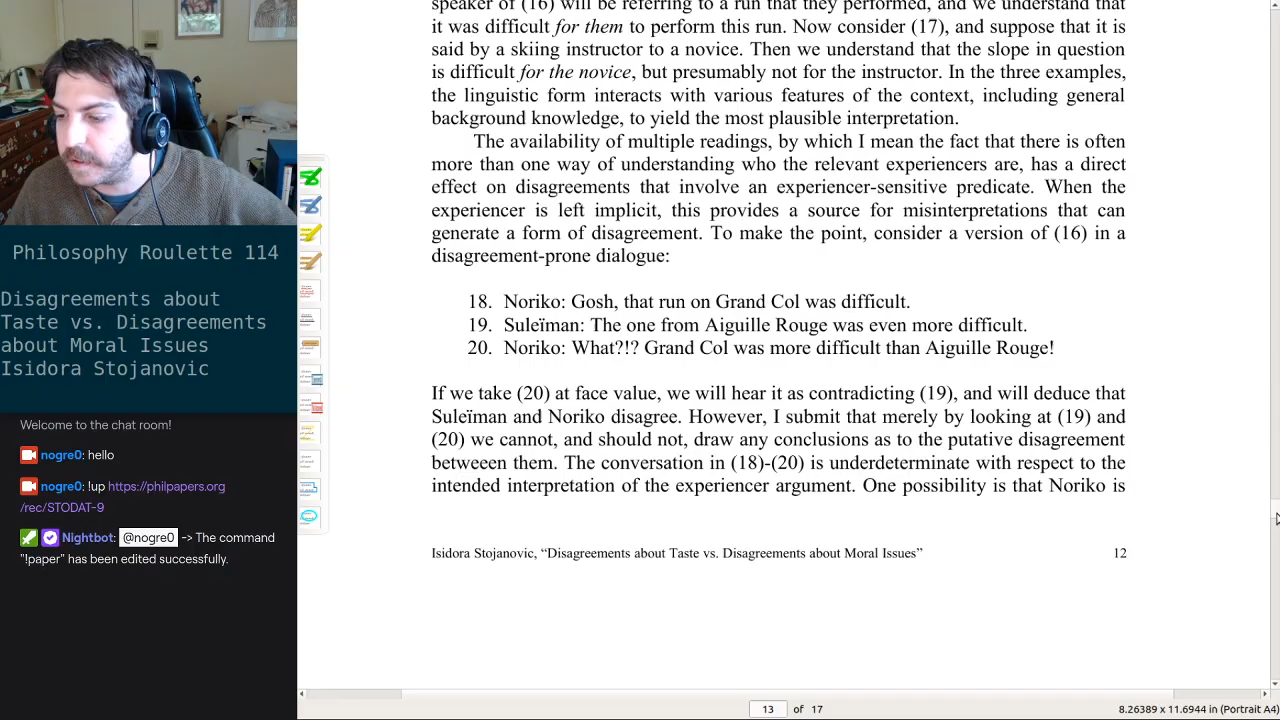 speaker of (16) will be referring to a run that they performed, and we understand that
it was difficult for them to perform this run. Now consider (17), and suppose that it is
said by a skiing instructor to a novice. Then we understand that the slope in question
is difficult for the novice, but presumably not for the instructor. In the three examples,
the linguistic form interacts with various features of the context, including general
background knowledge, to yield the most plausible interpretation.
The availability of multiple readings, by which I mean the fact that there is often
more than one way of understanding who the relevant experiencers are, has a direct
effect on disagreements that involve an experiencer-sensitive predicate. When the
experiencer is left implicit, this provides a source for misinterpretations that can
generate a form of disagreement. To make the point, consider a version of (16) in a
disagreement-prone dialogue:
18. Noriko: Gosh, that run on Grand Col was difficult.
19. Suleiman: The one from Aiguille Rouge was even more difficult.
20. Noriko: What?!? Grand Col was more difficult than Aiguille Rouge!
If we take (20) at face value, we may see it as contradicting (19), and may deduce that
Suleiman and Noriko disagree. However, I submit that merely by looking at (19) and
(20), we cannot, and should not, draw any conclusions as to the putative disagreement
between them. The conversation in (18)-(20) is underdeterminate with respect to the
intended interpretation of the experiencer argument. One possibility is that Noriko is
Isidora Stojanovic, “Disagreements about Taste vs. Disagreements about Moral Issues” 12
Philosophy Roulette 114
Disagreements about
Taste vs. Disagreements
about Moral Issues
Isidora Stojanovic
Welcome to the chat room!
nogre0: hello
nogre0: !up https://philpapers.org
/rec/STODAT-9
Nightbot: @nogre0 -> The command
"!paper" has been edited successfully.
13 of 17
8.26389 x 11.6944 in (Portrait A4)